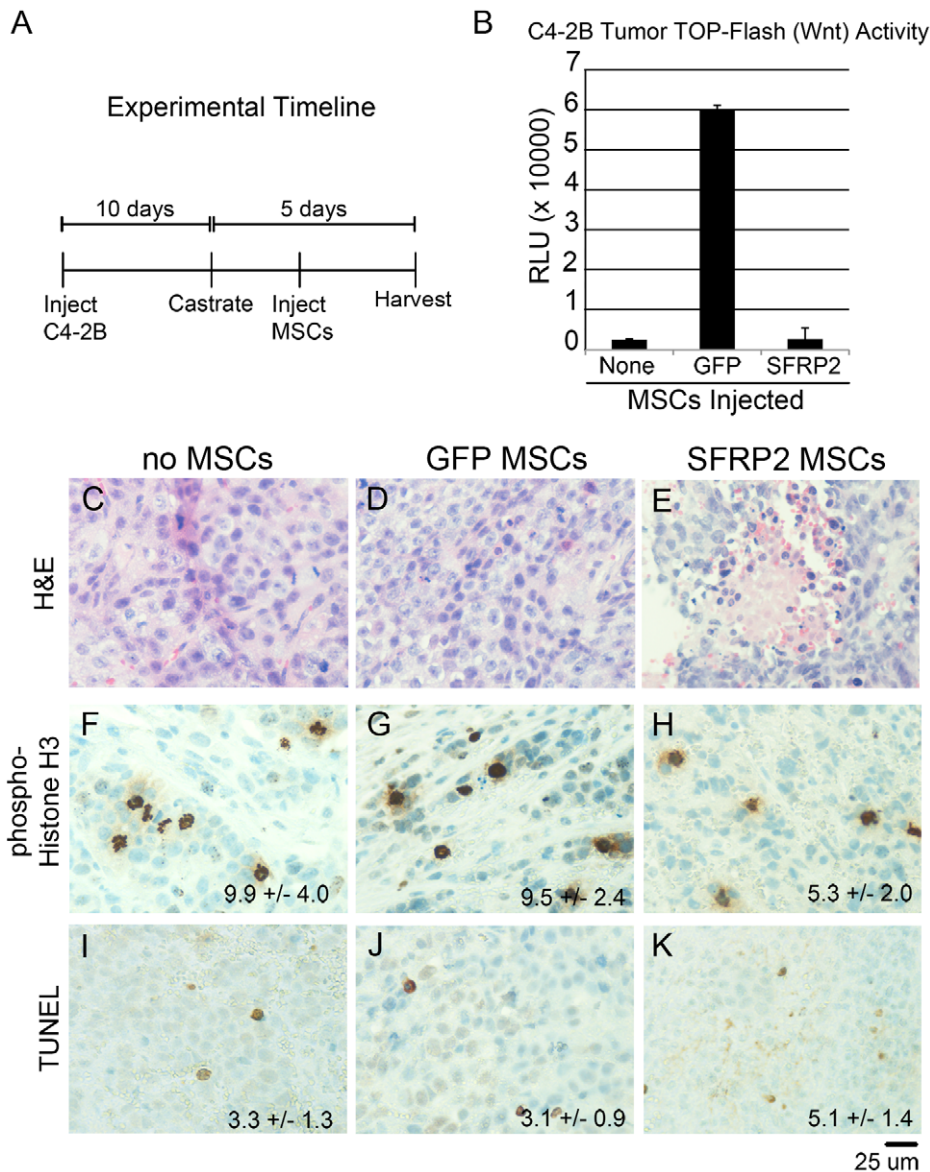 A
Experimental Timeline
10 days
5 days
Inject
C4-2B
Castrate
Inject
MSCs
Harvest
B
C4-2B Tumor TOP-Flash (Wnt) Activity
RLU (x 10000)
7
6
5
4
3
2
1
0
None
GFP
SFRP2
MSCs Injected
no MSCs
GFP MSCs
SFRP2 MSCs
H&E
C
D
E
phospho-
Histone H3
F
9.9 +/- 4.0
G
9.5 +/- 2.4
H
5.3 +/- 2.0
TUNEL
I
3.3 +/- 1.3
J
3.1 +/- 0.9
K
5.1 +/- 1.4
25 um